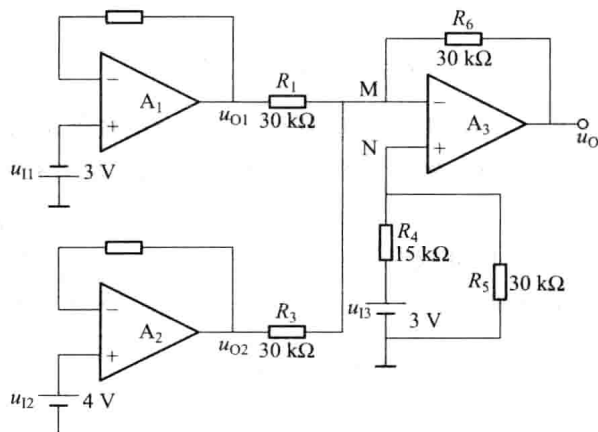 R6
30 kΩ
−
A1
+
uI1
3 V
R1
30 kΩ
uO1
M
−
A3
+
N
uO
R4
15 kΩ
R5
30 kΩ
uI3
3 V
−
A2
+
uI2
4 V
R3
30 kΩ
uO2